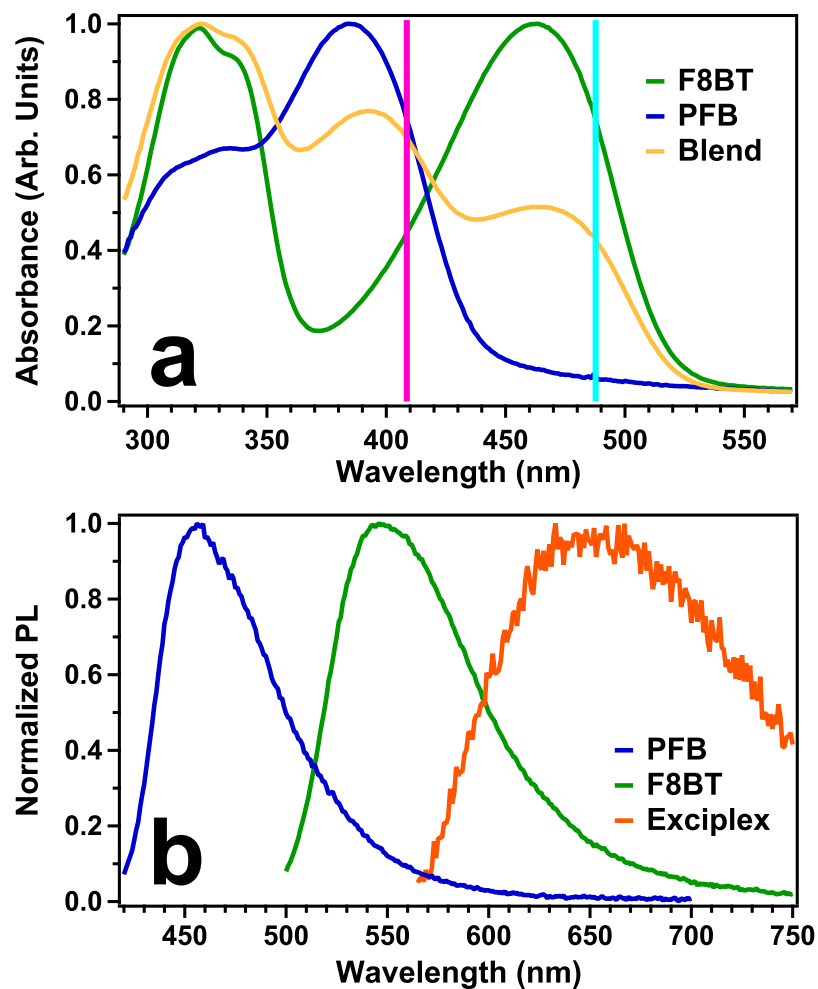 1.0
0.8
0.6
0.4
0.2
0.0
Absorbance (Arb. Units)
F8BT
PFB
Blend
a
300 350 400 450 500 550
Wavelength (nm)
1.0
0.8
0.6
0.4
0.2
0.0
Normalized PL
PFB
F8BT
Exciplex
b
450 500 550 600 650 700 750
Wavelength (nm)